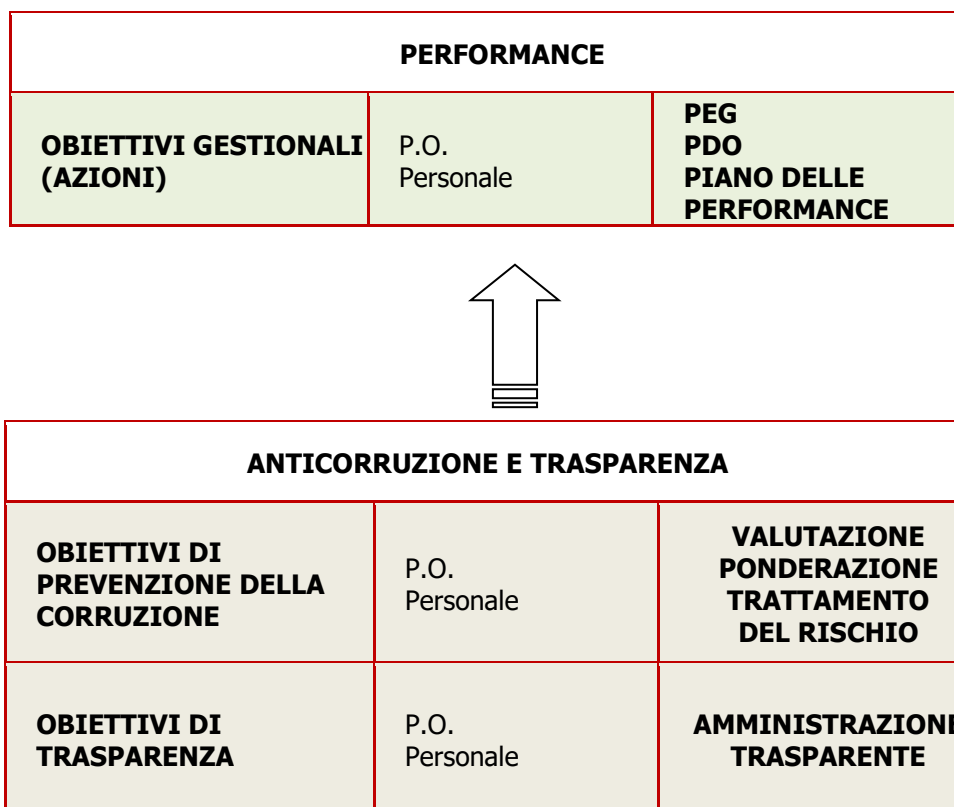 PERFORMANCE
OBIETTIVI GESTIONALI
(AZIONI)
P.O.
Personale
PEG
PDO
PIANO DELLE
PERFORMANCE
ANTICORRUZIONE E TRASPARENZA
OBIETTIVI DI
PREVENZIONE DELLA
CORRUZIONE
P.O.
Personale
VALUTAZIONE
PONDERAZIONE
TRATTAMENTO
DEL RISCHIO
OBIETTIVI DI
TRASPARENZA
P.O.
Personale
AMMINISTRAZIONE
TRASPARENTE